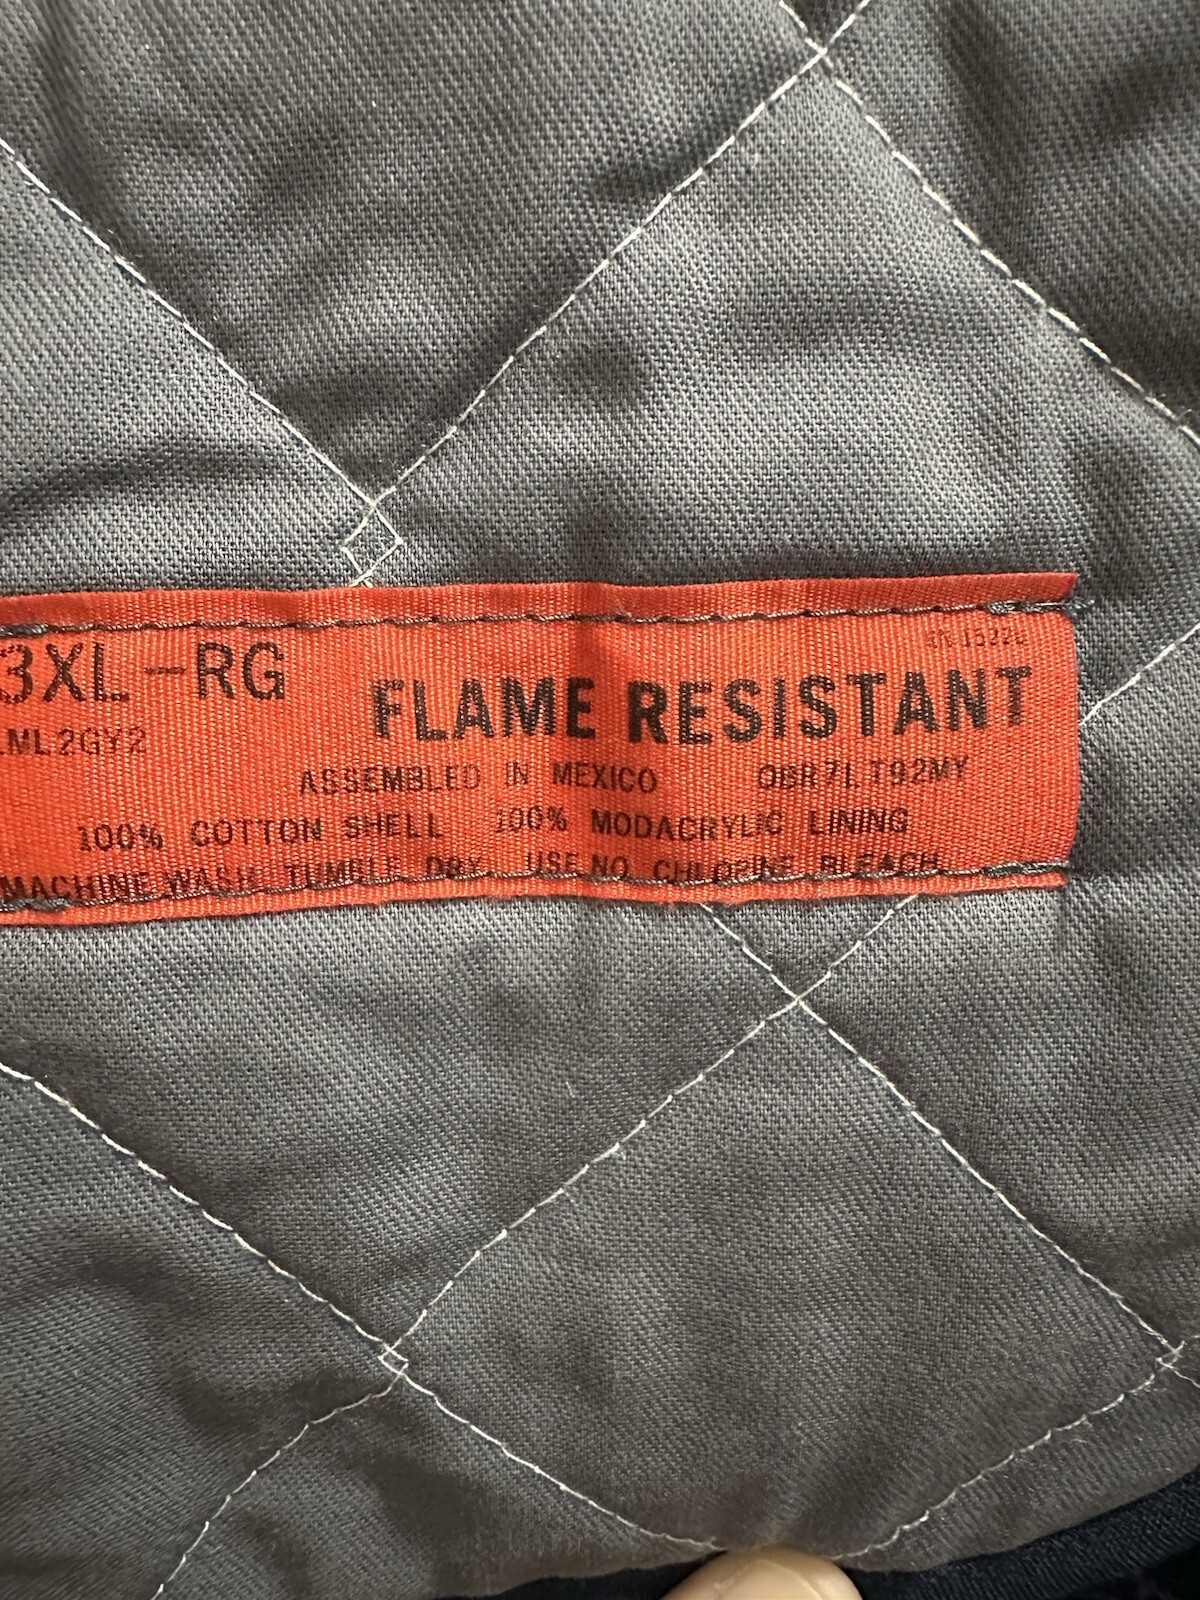 3XL-RG
FLAME RESISTANT
ML2GY2
ASSEMBLED IN MEXICO
100% COTTON SHELL 100% MODACRYLIC LINING
MACHINE WASH TUMBLE DRY USE NO CHLORINE BLEACH